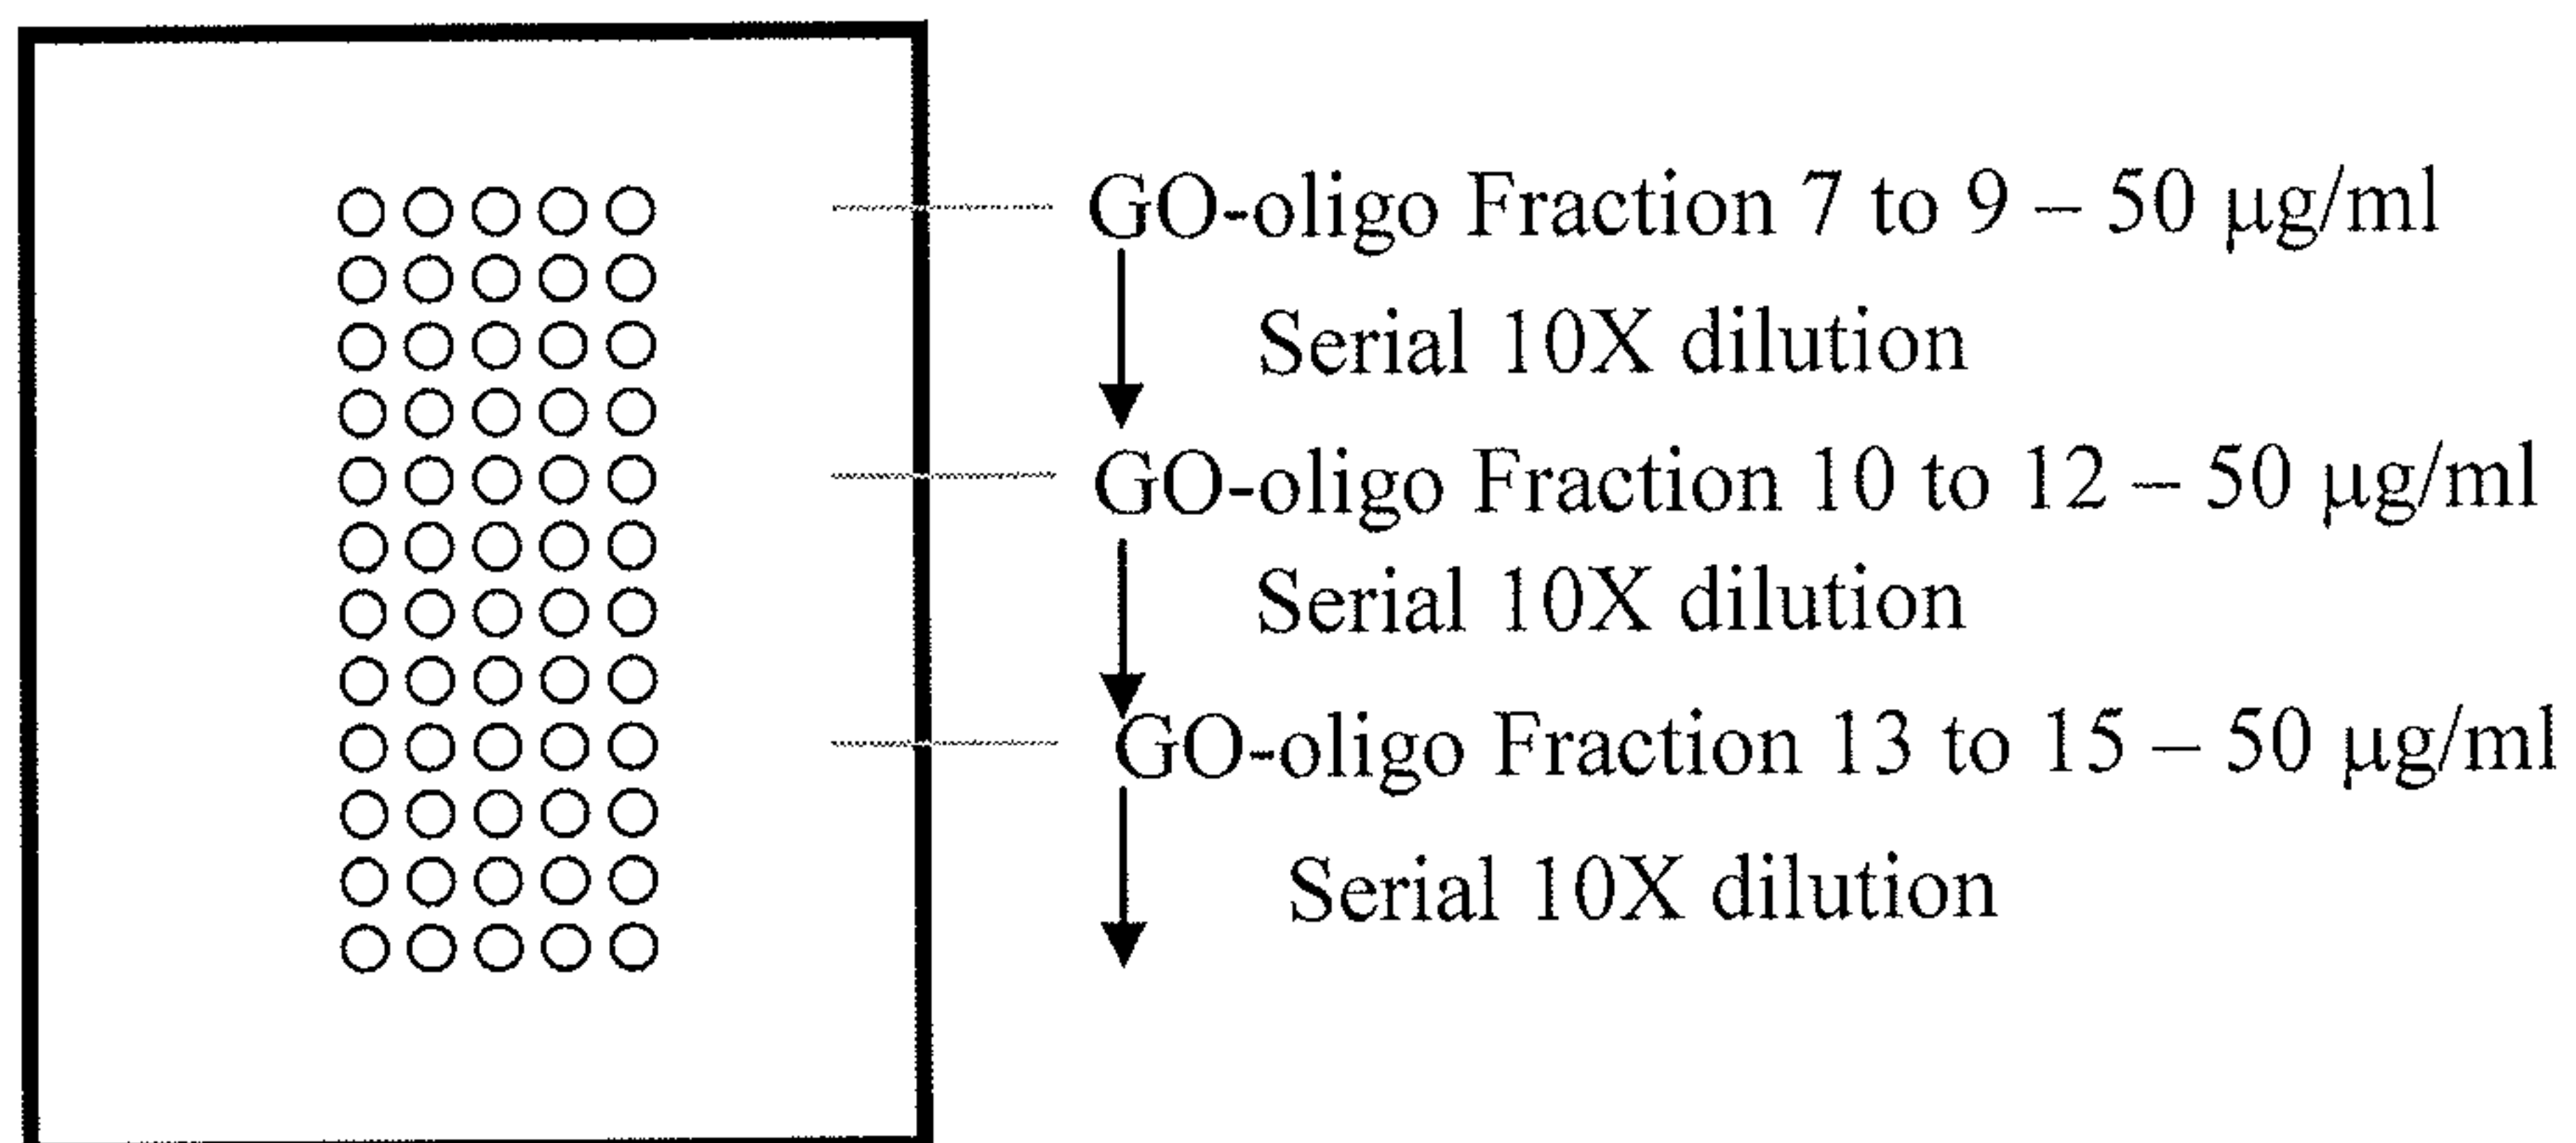 GO-oligo Fraction 7 to 9 – 50 µg/ml
Serial 10X dilution
GO-oligo Fraction 10 to 12 – 50 µg/ml
Serial 10X dilution
GO-oligo Fraction 13 to 15 – 50 µg/ml
Serial 10X dilution